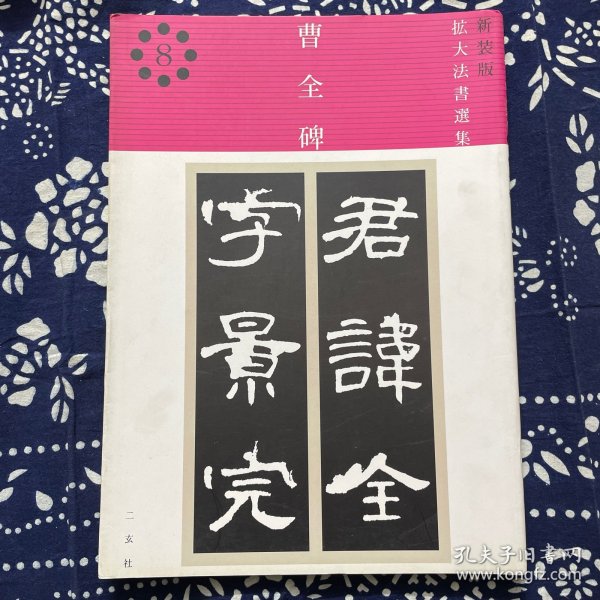 新装版
拡大法書選集
8
曹全碑
君諱全
字景完
二玄社
孔夫子旧书网
www.kongfz.com